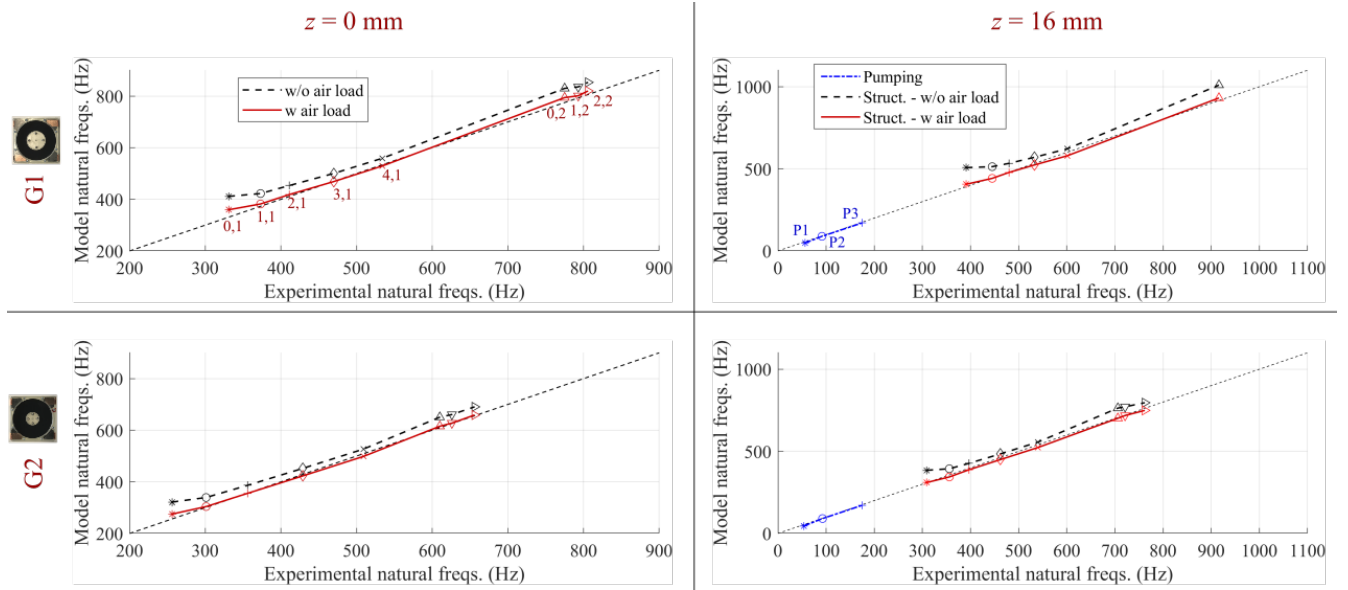 z = 0 mm
z = 16 mm
G1
Model natural freqs. (Hz)
800
600
400
200
w/o air load
w air load
0,1
1,1
2,1
3,1
4,1
0,2
1,2
2,2
200 300 400 500 600 700 800 900
Experimental natural freqs. (Hz)
Model natural freqs. (Hz)
1000
500
0
Pumping
Struct. - w/o air load
Struct. - w air load
P1
P2
P3
0 100 200 300 400 500 600 700 800 900 1000 1100
Experimental natural freqs. (Hz)
G2
Model natural freqs. (Hz)
800
600
400
200
200 300 400 500 600 700 800 900
Experimental natural freqs. (Hz)
Model natural freqs. (Hz)
1000
500
0
0 100 200 300 400 500 600 700 800 900 1000 1100
Experimental natural freqs. (Hz)